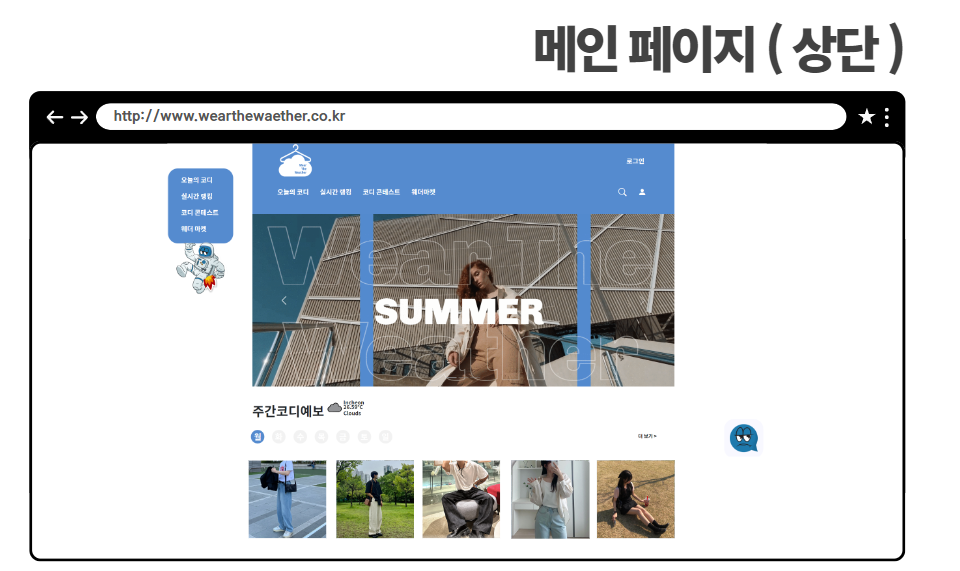 메인 페이지 ( 상단 )
http://www.wearthewaether.co.kr
오늘의 코디
실시간 랭킹
코디 콘테스트
웨더 마켓
Wear
The
Weather
로그인
오늘의 코디 실시간 랭킹 코디 콘테스트 웨더마켓
Wear The
SUMMER
Weather
주간코디예보
Incheon
26.59°C
Clouds
월
더 보기 >